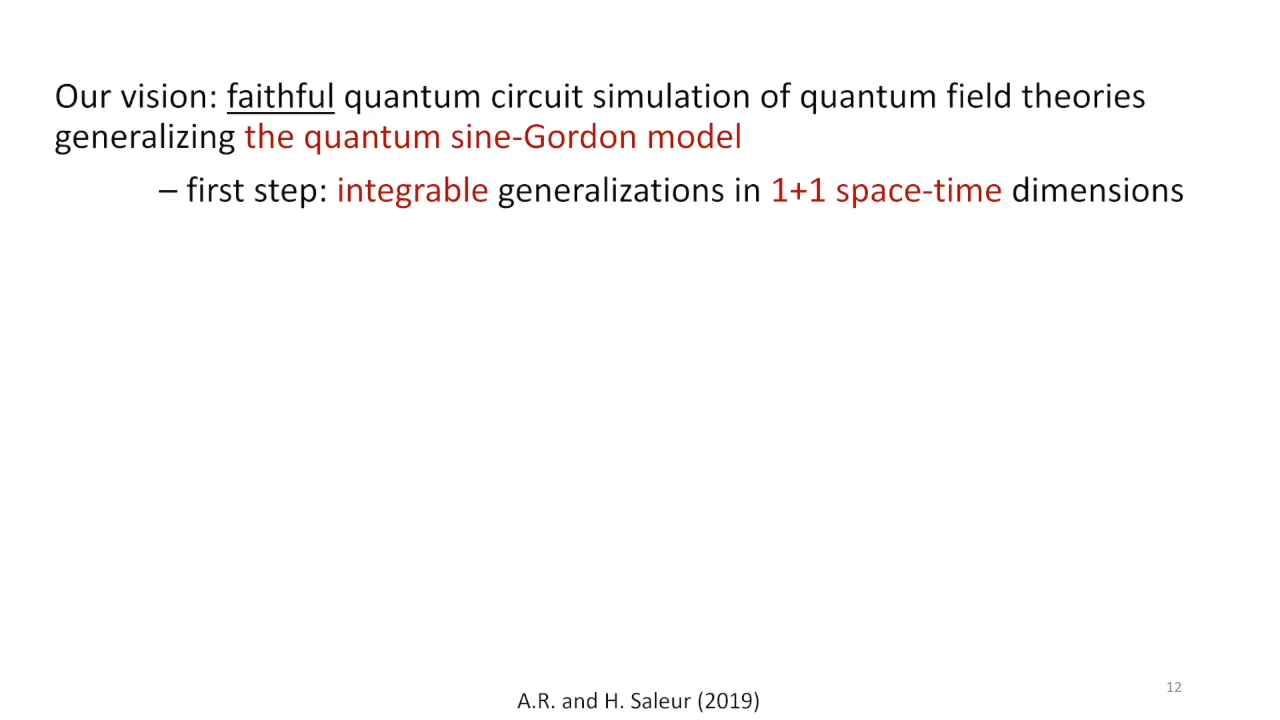 Our vision: faithful quantum circuit simulation of quantum field theories
generalizing the quantum sine-Gordon model
– first step: integrable generalizations in 1+1 space-time dimensions
A.R. and H. Saleur (2019)
12